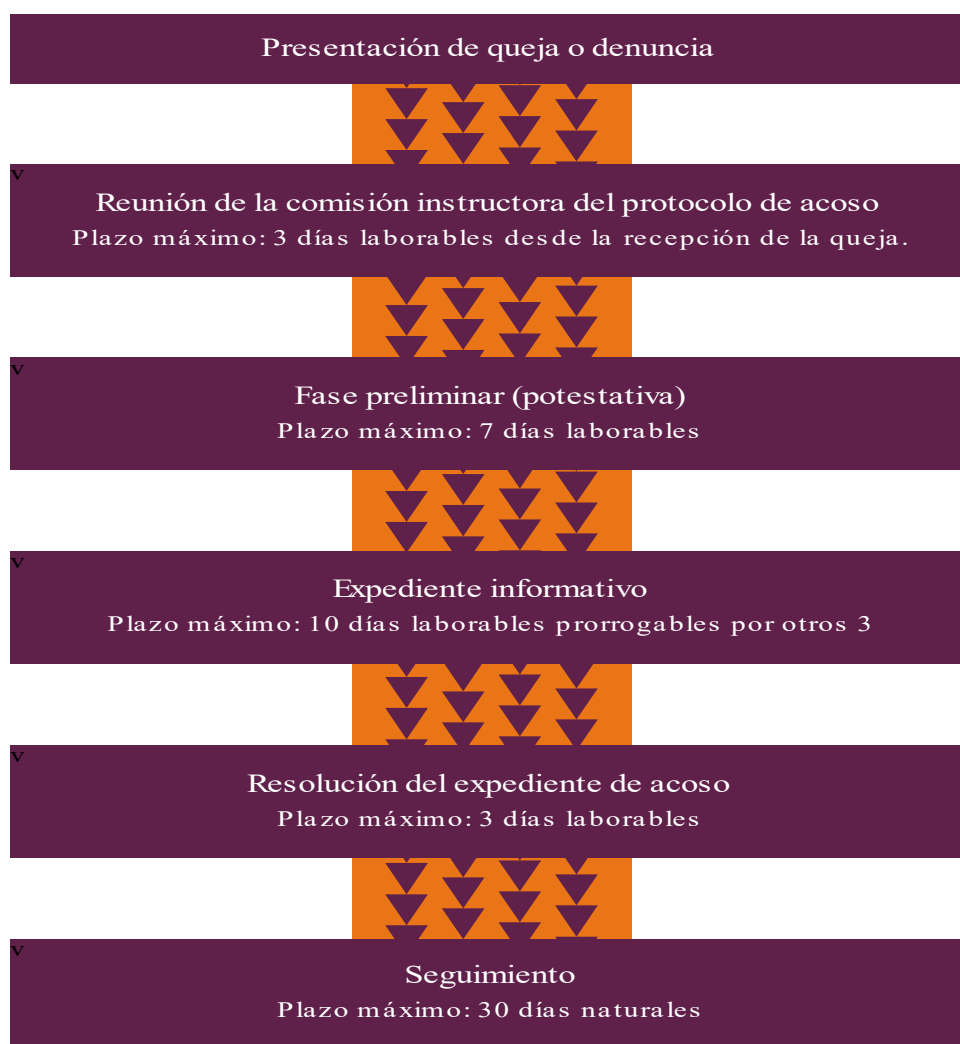 Presentación de queja o denuncia
v
Reunión de la comisión instructora del protocolo de acoso
Plazo máximo: 3 días laborables desde la recepción de la queja.
v
Fase preliminar (potestativa)
Plazo máximo: 7 días laborables
v
Expediente informativo
Plazo máximo: 10 días laborables prorrogables por otros 3
v
Resolución del expediente de acoso
Plazo máximo: 3 días laborables
v
Seguimiento
Plazo máximo: 30 días naturales